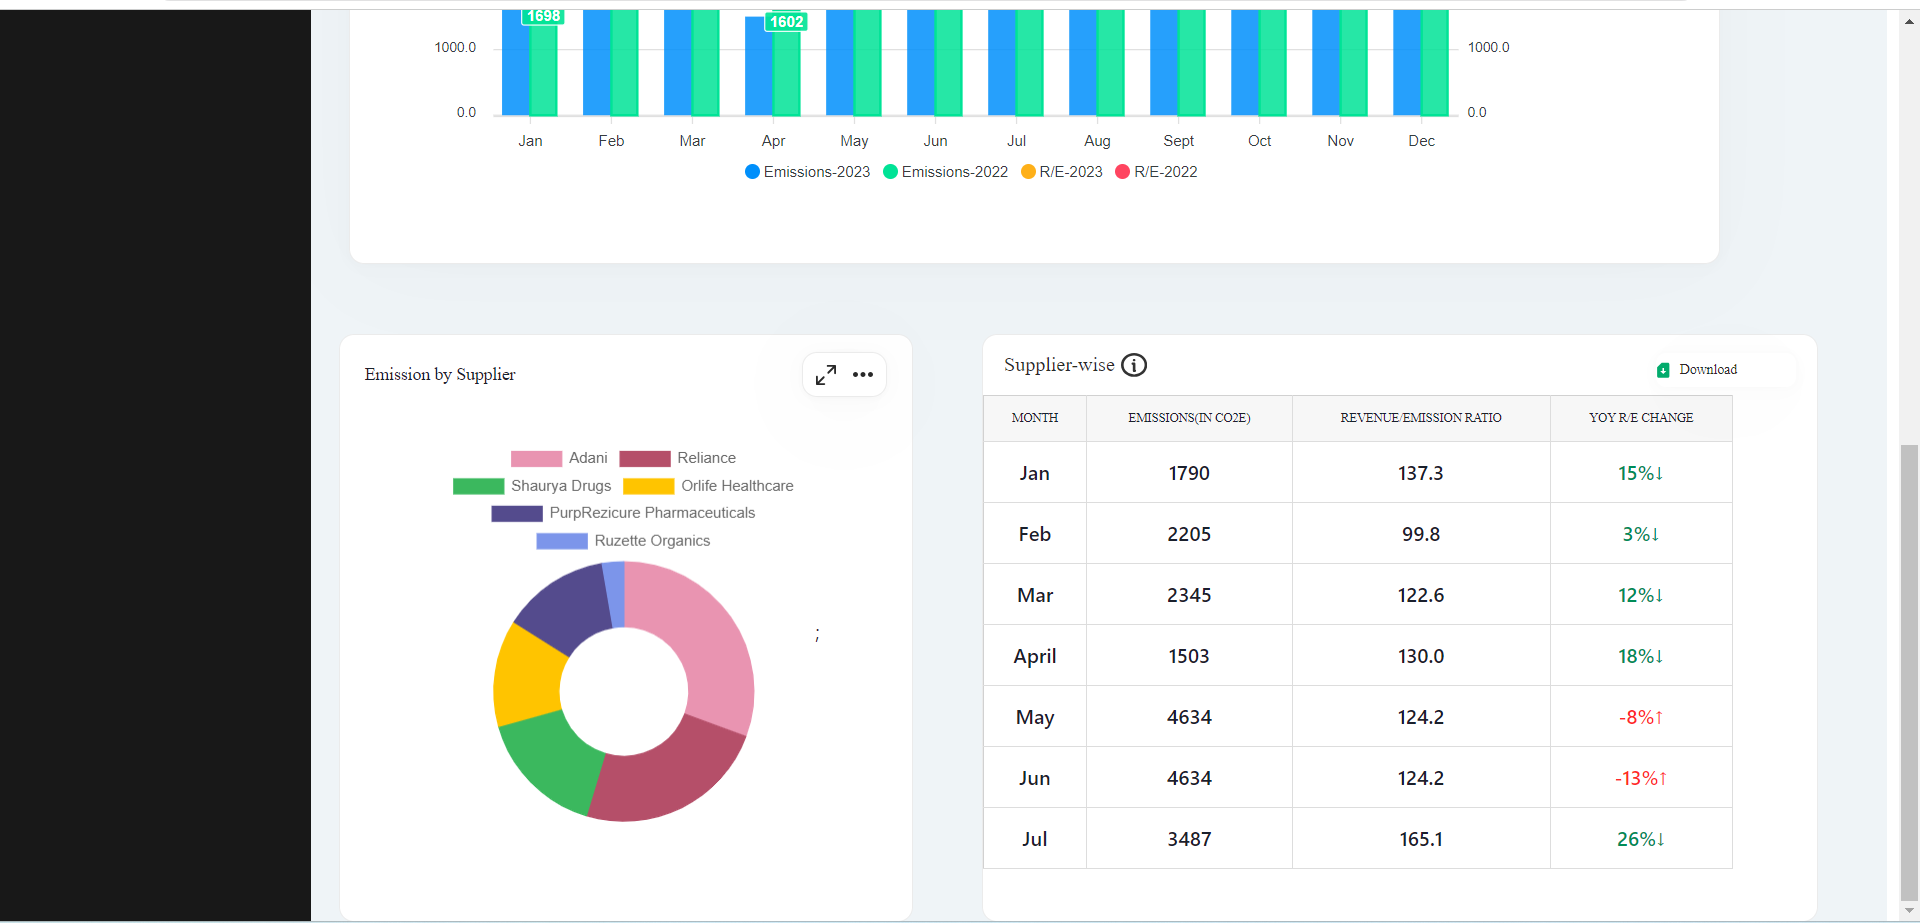 1698
1602
1000.0 1000.0
0.0 0.0
Jan Feb Mar Apr May Jun Jul Aug Sept Oct Nov Dec
Emissions-2023 Emissions-2022 R/E-2023 R/E-2022
Emission by Supplier
Adani Reliance
Shaurya Drugs Orlife Healthcare
PurpRezicure Pharmaceuticals
Ruzette Organics
;
Supplier-wise
Download
MONTH EMISSIONS(IN CO2E) REVENUE/EMISSION RATIO YOY R/E CHANGE
Jan 1790 137.3 15%↓
Feb 2205 99.8 3%↓
Mar 2345 122.6 12%↓
April 1503 130.0 18%↓
May 4634 124.2 -8%↑
Jun 4634 124.2 -13%↑
Jul 3487 165.1 26%↓